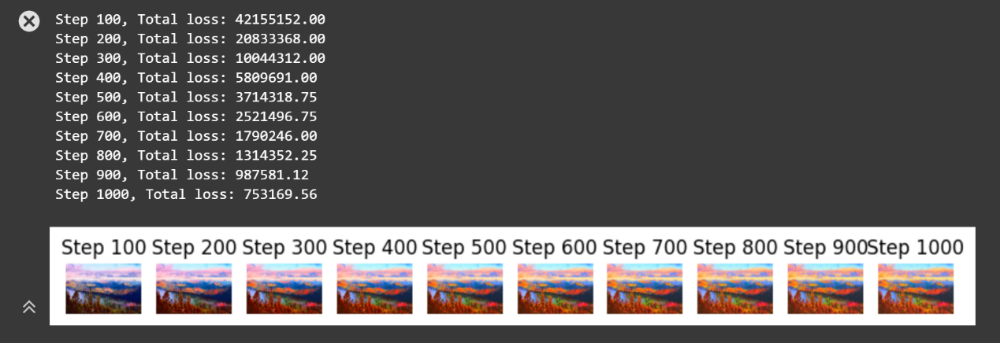 Step 100, Total loss: 42155152.00
Step 200, Total loss: 20833368.00
Step 300, Total loss: 10044312.00
Step 400, Total loss: 5809691.00
Step 500, Total loss: 3714318.75
Step 600, Total loss: 2521496.75
Step 700, Total loss: 1790246.00
Step 800, Total loss: 1314352.25
Step 900, Total loss: 987581.12
Step 1000, Total loss: 753169.56
Step 100 Step 200 Step 300 Step 400 Step 500 Step 600 Step 700 Step 800 Step 900 Step 1000